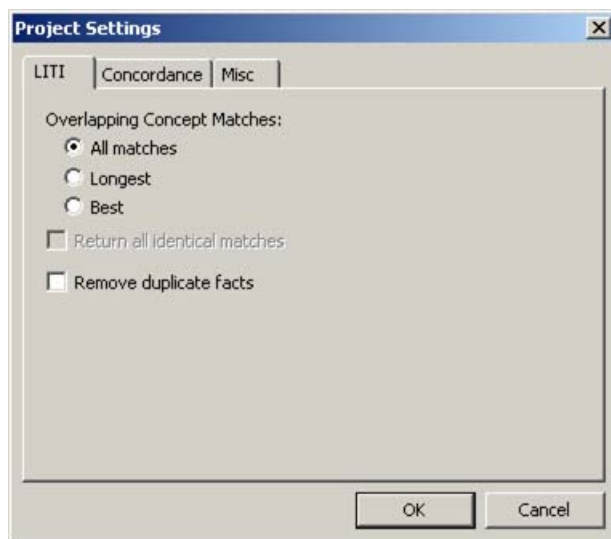 Project Settings
LITI Concordance Misc
Overlapping Concept Matches:
All matches
Longest
Best
Return all identical matches
Remove duplicate facts
OK Cancel